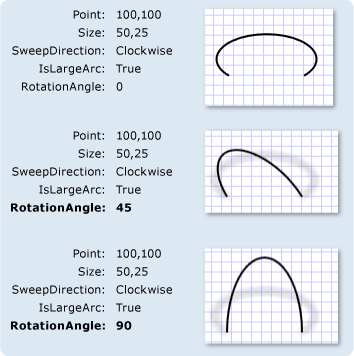 Point: 100,100
Size: 50,25
SweepDirection: Clockwise
IsLargeArc: True
RotationAngle: 0
Point: 100,100
Size: 50,25
SweepDirection: Clockwise
IsLargeArc: True
RotationAngle: 45
Point: 100,100
Size: 50,25
SweepDirection: Clockwise
IsLargeArc: True
RotationAngle: 90